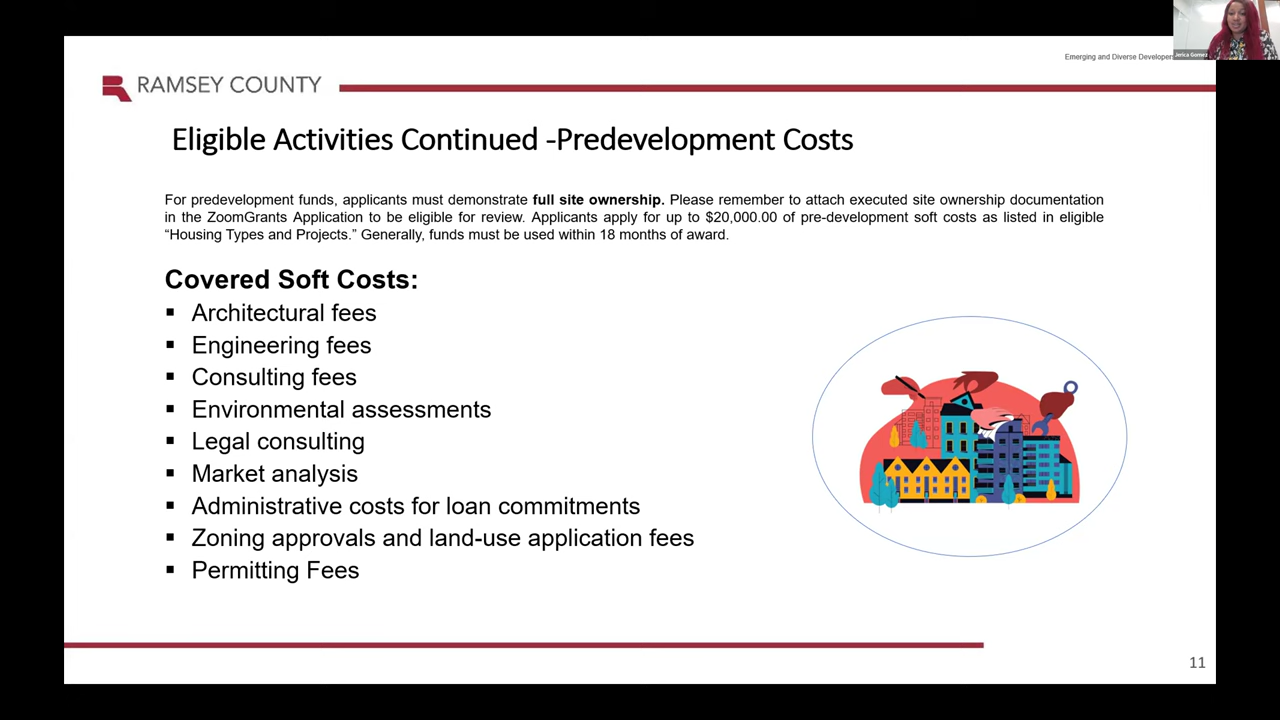 Emerging and Diverse Developers
Jerica Gomez
RAMSEY COUNTY
Eligible Activities Continued -Predevelopment Costs
For predevelopment funds, applicants must demonstrate full site ownership. Please remember to attach executed site ownership documentation
in the ZoomGrants Application to be eligible for review. Applicants apply for up to $20,000.00 of pre-development soft costs as listed in eligible
“Housing Types and Projects.” Generally, funds must be used within 18 months of award.
Covered Soft Costs:
▪ Architectural fees
▪ Engineering fees
▪ Consulting fees
▪ Environmental assessments
▪ Legal consulting
▪ Market analysis
▪ Administrative costs for loan commitments
▪ Zoning approvals and land-use application fees
▪ Permitting Fees
11